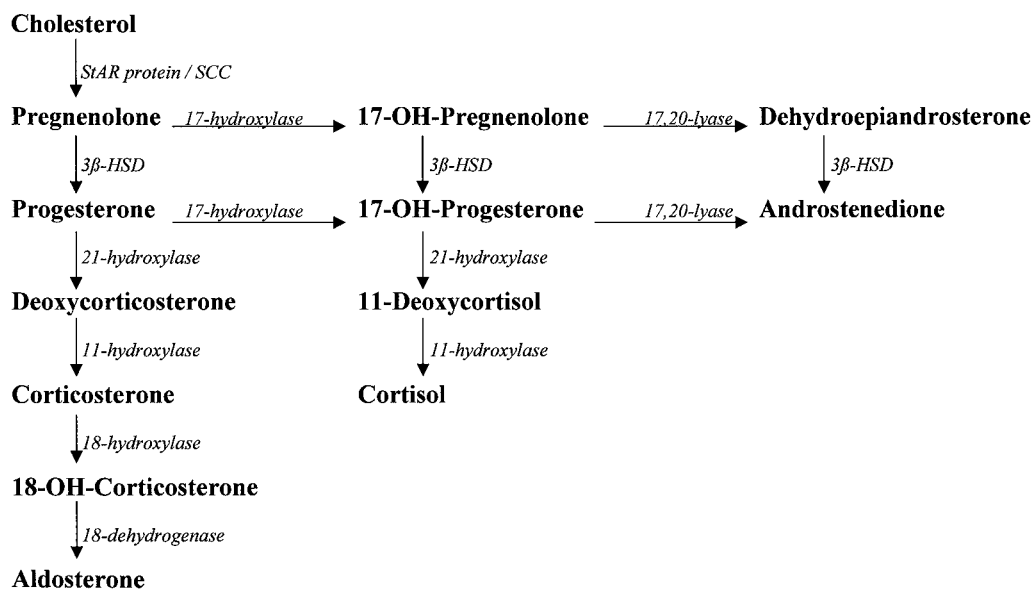 Cholesterol
StAR protein / SCC
Pregnenolone 17-hydroxylase 17-OH-Pregnenolone 17,20-lyase Dehydroepiandrosterone
3ß-HSD 3ß-HSD 3ß-HSD
Progesterone 17-hydroxylase 17-OH-Progesterone 17,20-lyase Androstenedione
21-hydroxylase 21-hydroxylase
Deoxycorticosterone 11-Deoxycortisol
11-hydroxylase 11-hydroxylase
Corticosterone Cortisol
18-hydroxylase
18-OH-Corticosterone
18-dehydrogenase
Aldosterone